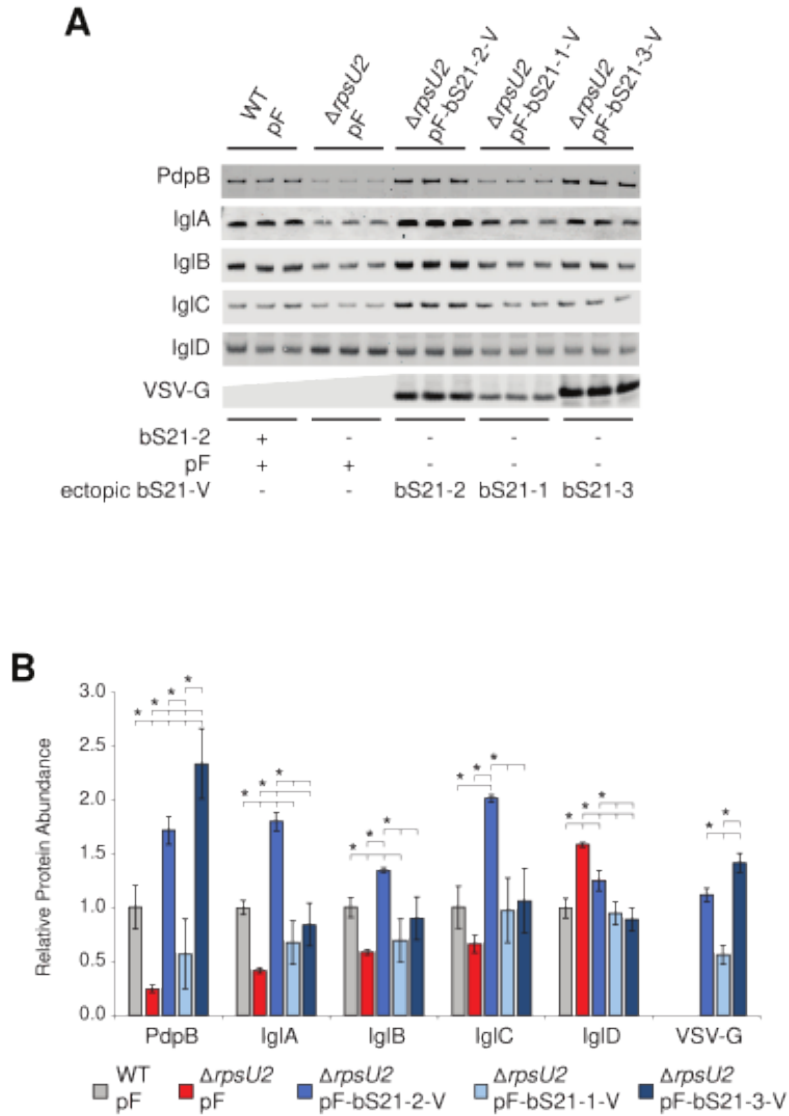 A
WT
pF
ΔrpsU2
pF
ΔrpsU2
pF-bS21-2-V
ΔrpsU2
pF-bS21-1-V
ΔrpsU2
pF-bS21-3-V
PdpB
IglA
IglB
IglC
IglD
VSV-G
bS21-2 + - - - -
pF + + - - -
ectopic bS21-V - - bS21-2 bS21-1 bS21-3
B
Relative Protein Abundance
3.0
2.5
2.0
1.5
1.0
0.5
0.0
* * * *
* * *
* * *
* * *
* * *
* *
PdpB IglA IglB IglC IglD VSV-G
WT ΔrpsU2 ΔrpsU2 ΔrpsU2 ΔrpsU2
pF pF pF-bS21-2-V pF-bS21-1-V pF-bS21-3-V